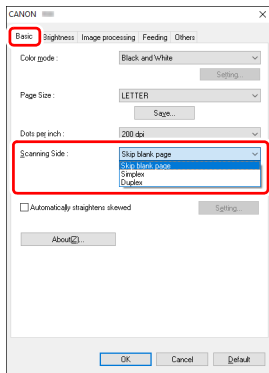 CANON
Basic Brightness Image processing Feeding Others
Color mode : Black and White
Setting...
Page Size : LETTER
Save...
Dots per inch : 200 dpi
Scanning Side : Skip blank page
Skip blank page
Simplex
Duplex
Automatically straightens skewed Setting...
About(Z)...
OK Cancel Default